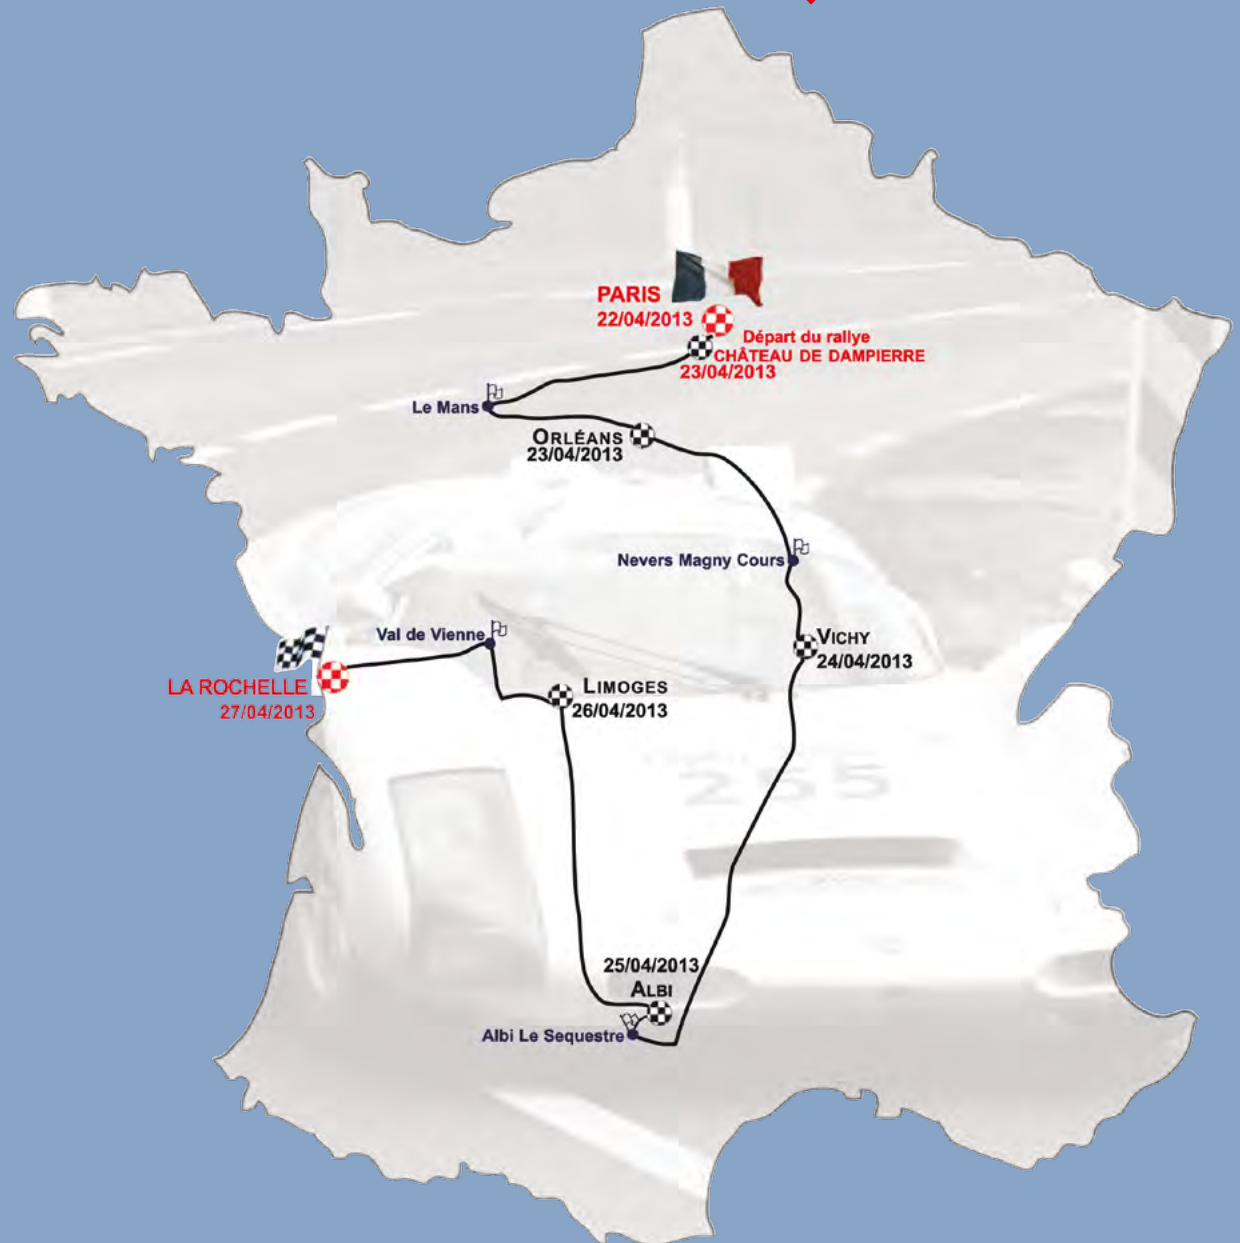 PARIS
22/04/2013
Départ du rallye
CHÂTEAU DE DAMPIERRE
23/04/2013
Le Mans
ORLÉANS
23/04/2013
Nevers Magny Cours
VICHY
24/04/2013
Val de Vienne
LA ROCHELLE
27/04/2013
LIMOGES
26/04/2013
255
25/04/2013
ALBI
Albi Le Sequestre